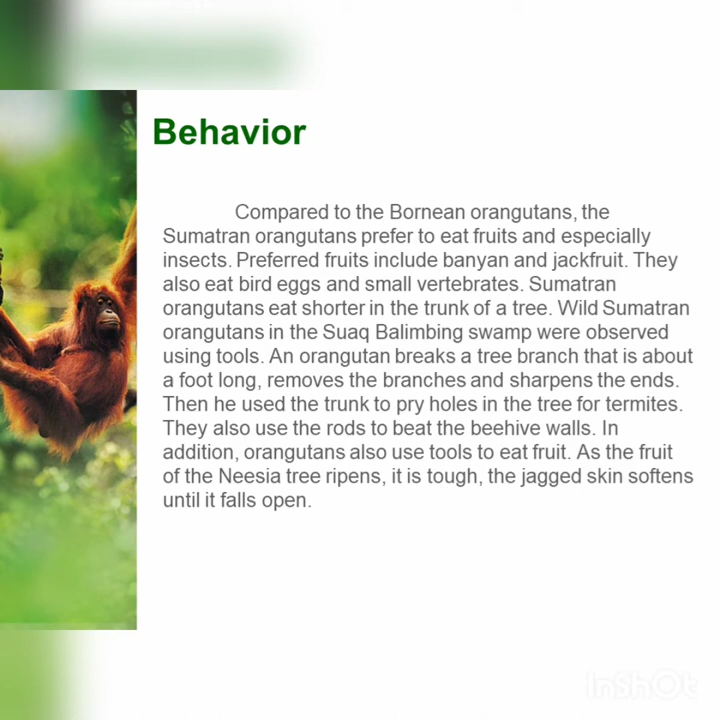 Behavior
Compared to the Bornean orangutans, the
Sumatran orangutans prefer to eat fruits and especially
insects. Preferred fruits include banyan and jackfruit. They
also eat bird eggs and small vertebrates. Sumatran
orangutans eat shorter in the trunk of a tree. Wild Sumatran
orangutans in the Suaq Balimbing swamp were observed
using tools. An orangutan breaks a tree branch that is about
a foot long, removes the branches and sharpens the ends.
Then he used the trunk to pry holes in the tree for termites.
They also use the rods to beat the beehive walls. In
addition, orangutans also use tools to eat fruit. As the fruit
of the Neesia tree ripens, it is tough, the jagged skin softens
until it falls open.
InShOt